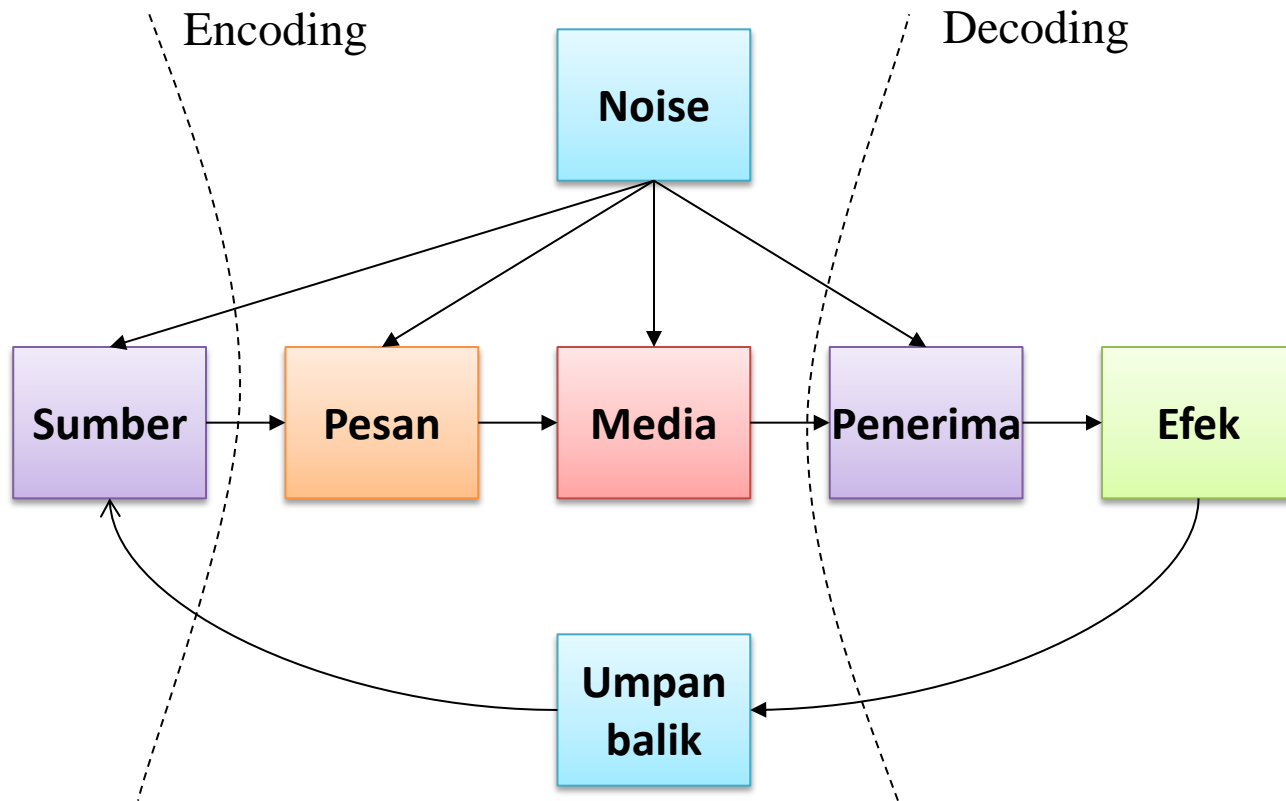 Encoding
Decoding
Noise
Sumber
Pesan
Media
Penerima
Efek
Umpan
balik